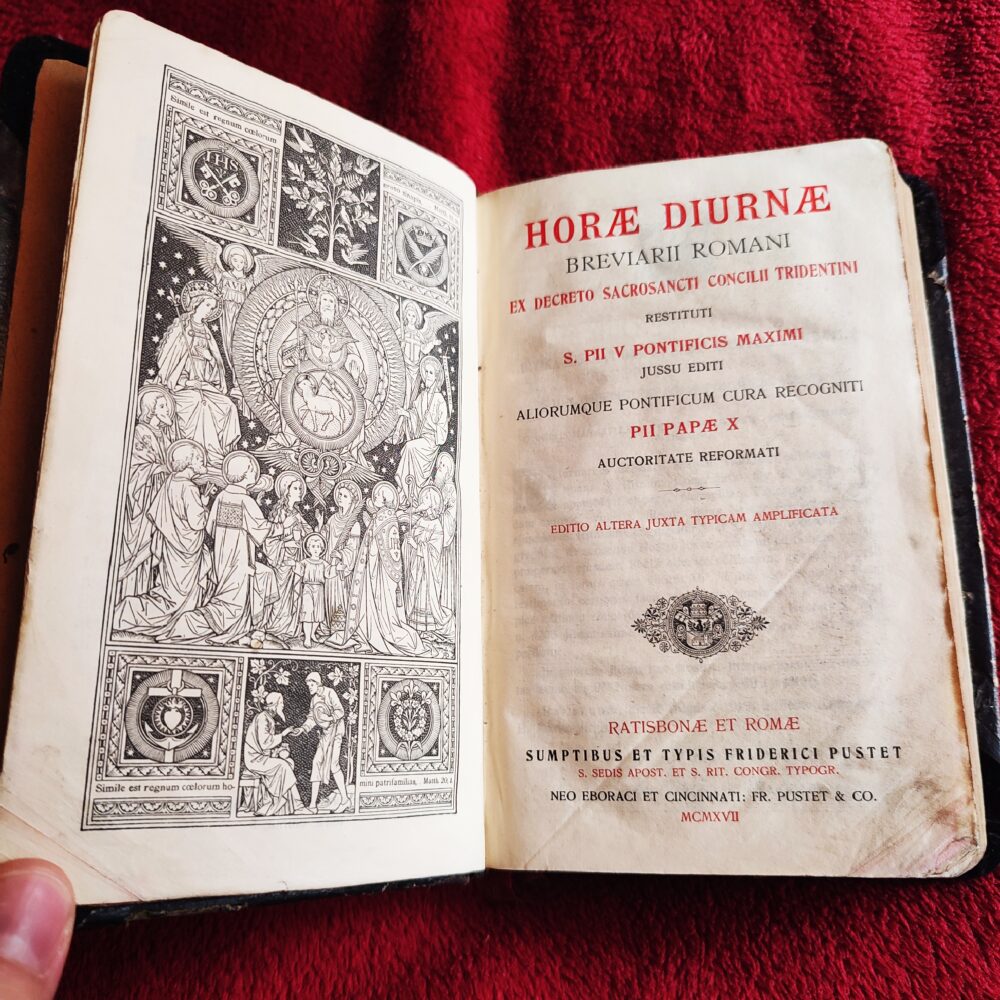 Simile est regnum cœlorum
grano sinapis.
IHS
Simile est regnum cœlorum ho-
mini patrifamilias, Matth. 20, 1.
HORÆ DIURNÆ
BREVIARII ROMANI
EX DECRETO SACROSANCTI CONCILII TRIDENTINI
RESTITUTI
S. PII V PONTIFICIS MAXIMI
JUSSU EDITI
ALIORUMQUE PONTIFICUM CURA RECOGNITI
PII PAPÆ X
AUCTORITATE REFORMATI
EDITIO ALTERA JUXTA TYPICAM AMPLIFICATA
RATISBONÆ ET ROMÆ
SUMPTIBUS ET TYPIS FRIDERICI PUSTET
S. SEDIS APOST. ET S. RIT. CONGR. TYPOGR.
NEO EBORACI ET CINCINNATI: FR. PUSTET & CO.
MCMXVII